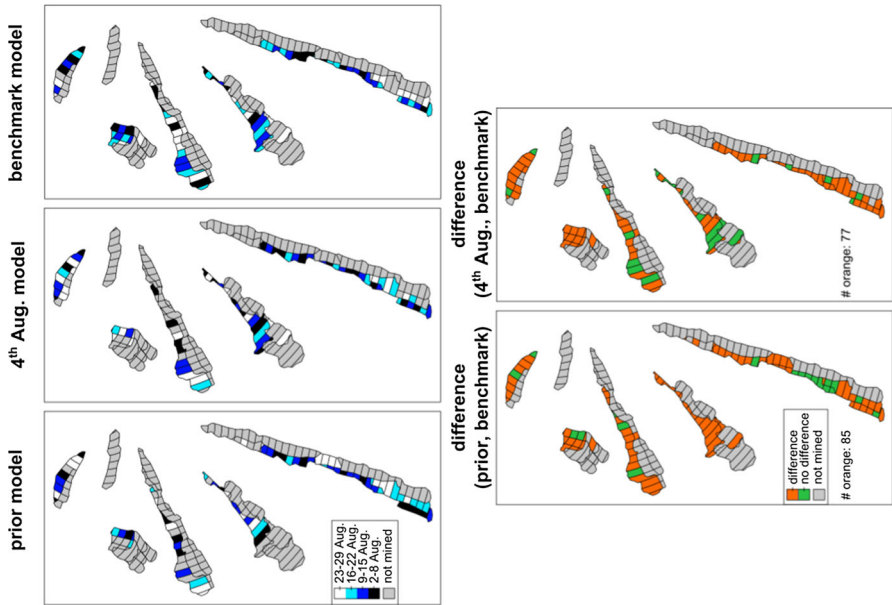 prior model
4th Aug. model
benchmark model
23-29 Aug.
16-22 Aug.
9-15 Aug.
2-8 Aug.
not mined
difference
(prior, benchmark)
difference
(4th Aug., benchmark)
difference
no difference
not mined
# orange: 85
# orange: 77